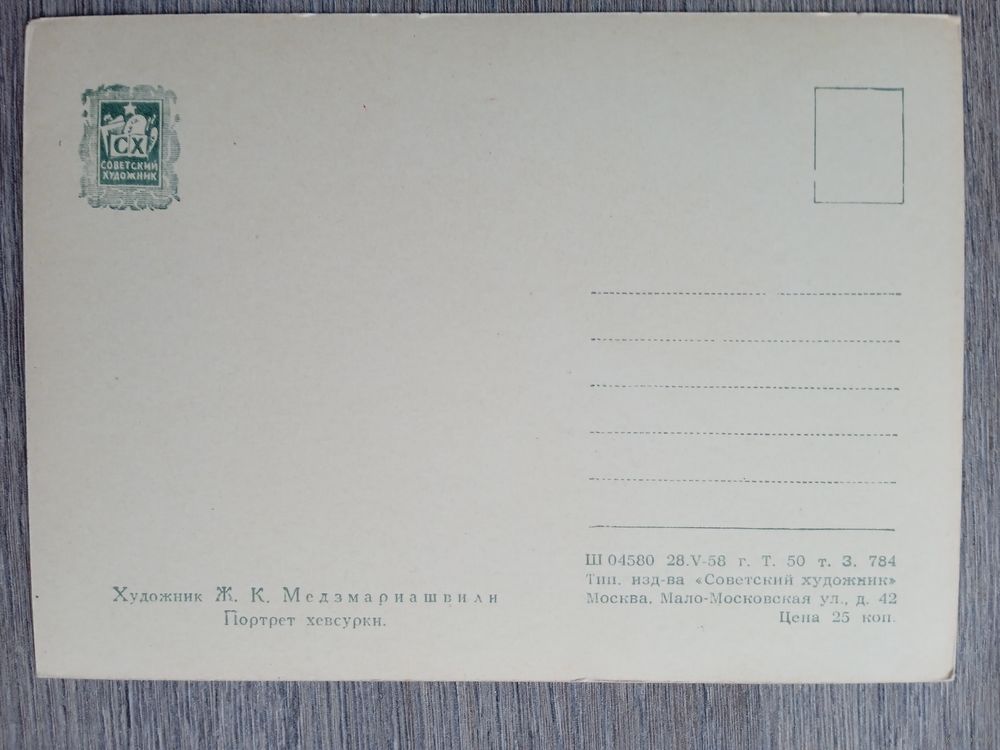 СХ
СОВЕТСКИЙ
ХУДОЖНИК
Художник Ж. К. Медзмариашвили
Портрет хевсурки.
Ш 04580 28.V-58 г. Т. 50 т. З. 784
Тип. изд-ва «Советский художник»
Москва, Мало-Московская ул., д. 42
Цена 25 коп.